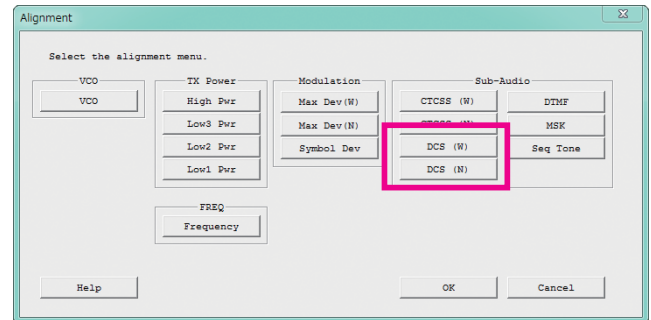 Alignment
Select the alignment menu.
VCO TX Power Modulation Sub-Audio
VCO High Pwr Max Dev(W) CTCSS (W) DTMF
Low3 Pwr Max Dev(N) MSK
Low2 Pwr Symbol Dev DCS (W) Seq Tone
Low1 Pwr DCS (N)
FREQ
Frequency
Help OK Cancel